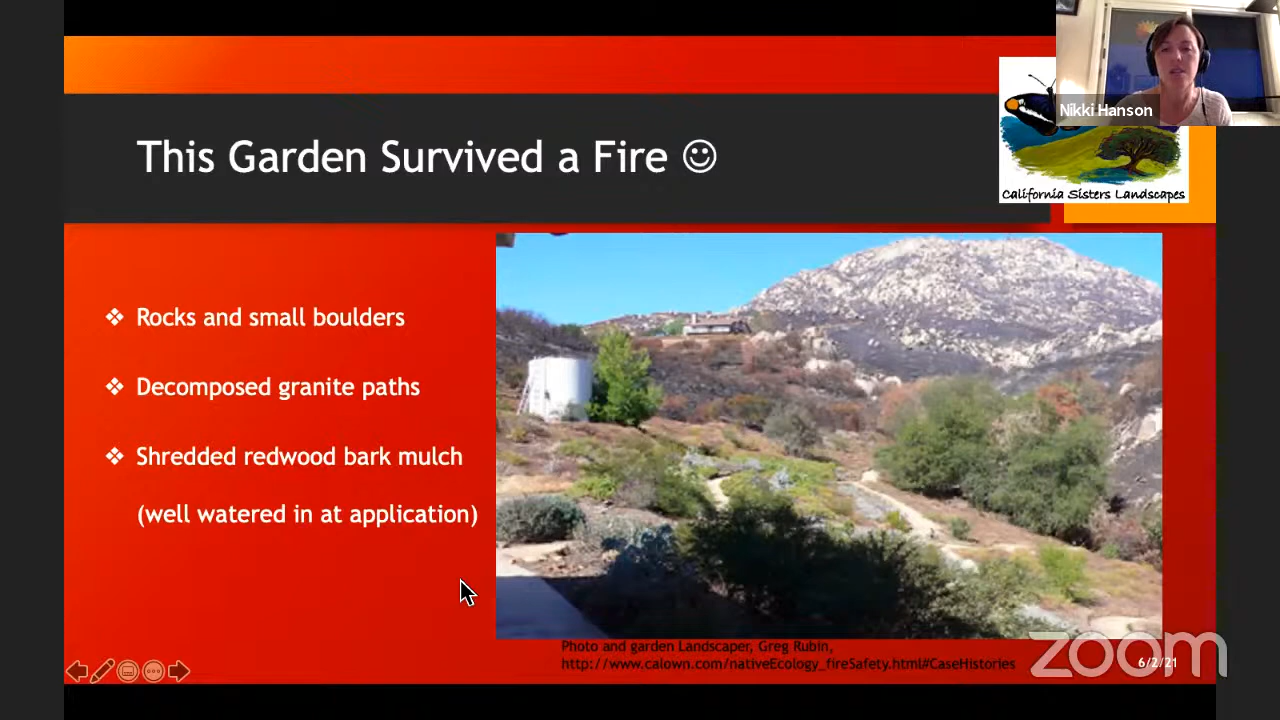 Nikki Hanson
This Garden Survived a Fire ☺
California Sisters Landscapes
❖ Rocks and small boulders
❖ Decomposed granite paths
❖ Shredded redwood bark mulch
(well watered in at application)
Photo and garden Landscaper, Greg Rubin,
http://www.calown.com/nativeEcology_fireSafety.html#CaseHistories
6/2/21
zoom